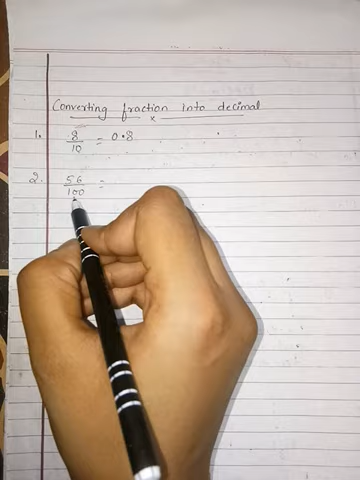 Converting fraction into decimal
x
1. 8/10 = 0.8
2. 56/100 =